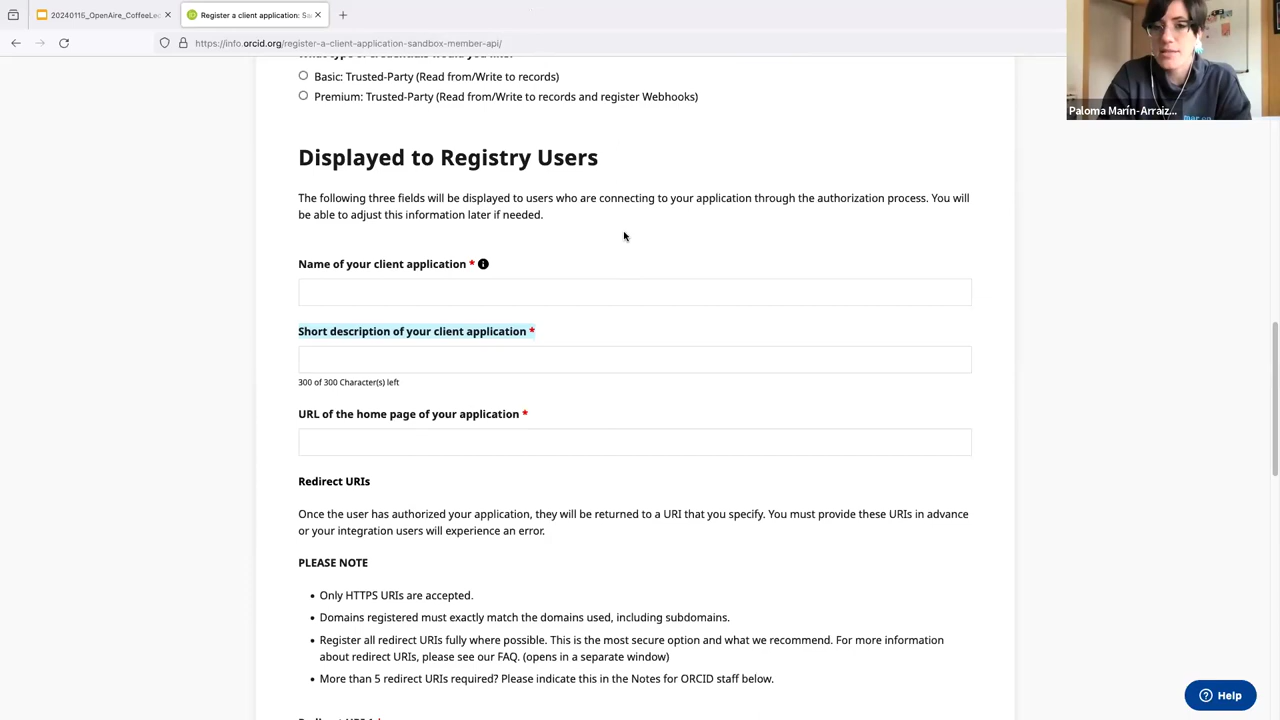 20240115_OpenAire_CoffeeLe
Register a client application: Sa
https://info.orcid.org/register-a-client-application-sandbox-member-api/
Basic: Trusted-Party (Read from/Write to records)
Premium: Trusted-Party (Read from/Write to records and register Webhooks)
Paloma Marín-Arraiz...
Displayed to Registry Users
The following three fields will be displayed to users who are connecting to your application through the authorization process. You will
be able to adjust this information later if needed.
Name of your client application *
Short description of your client application *
300 of 300 Character(s) left
URL of the home page of your application *
Redirect URIs
Once the user has authorized your application, they will be returned to a URI that you specify. You must provide these URIs in advance
or your integration users will experience an error.
PLEASE NOTE
• Only HTTPS URIs are accepted.
• Domains registered must exactly match the domains used, including subdomains.
• Register all redirect URIs fully where possible. This is the most secure option and what we recommend. For more information
about redirect URIs, please see our FAQ. (opens in a separate window)
• More than 5 redirect URIs required? Please indicate this in the Notes for ORCID staff below.
Help